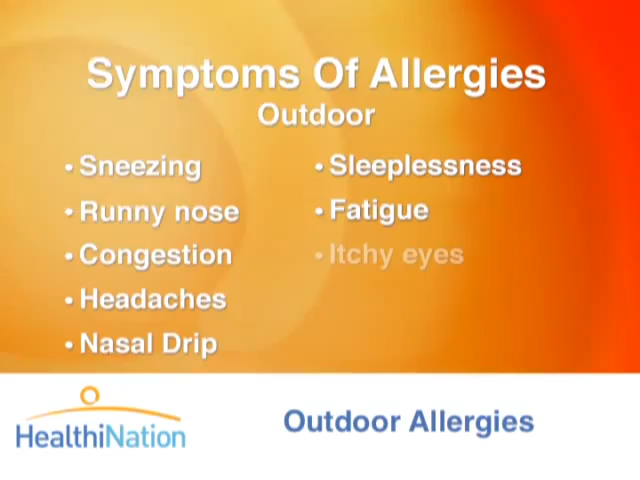 Symptoms Of Allergies
Outdoor
• Sneezing
• Runny nose
• Congestion
• Headaches
• Nasal Drip
• Sleeplessness
• Fatigue
• Itchy eyes
HealthiNation
Outdoor Allergies